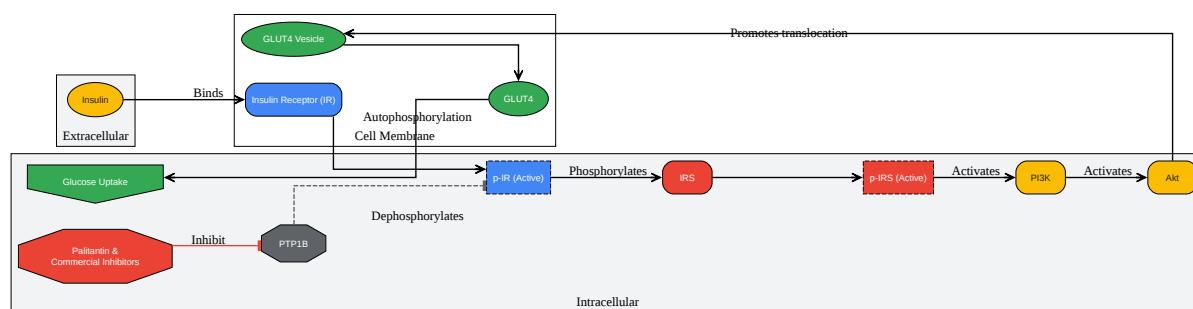 GLUT4 Vesicle
Promotes translocation
Insulin
Binds
Insulin Receptor (IR)
GLUT4
Autophosphorylation
Extracellular
Cell Membrane
Glucose Uptake
p-IR (Active)
Phosphorylates
IRS
p-IRS (Active)
Activates
PI3K
Activates
Akt
Dephosphorylates
Palitantin &
Commercial Inhibitors
Inhibit
PTP1B
Intracellular